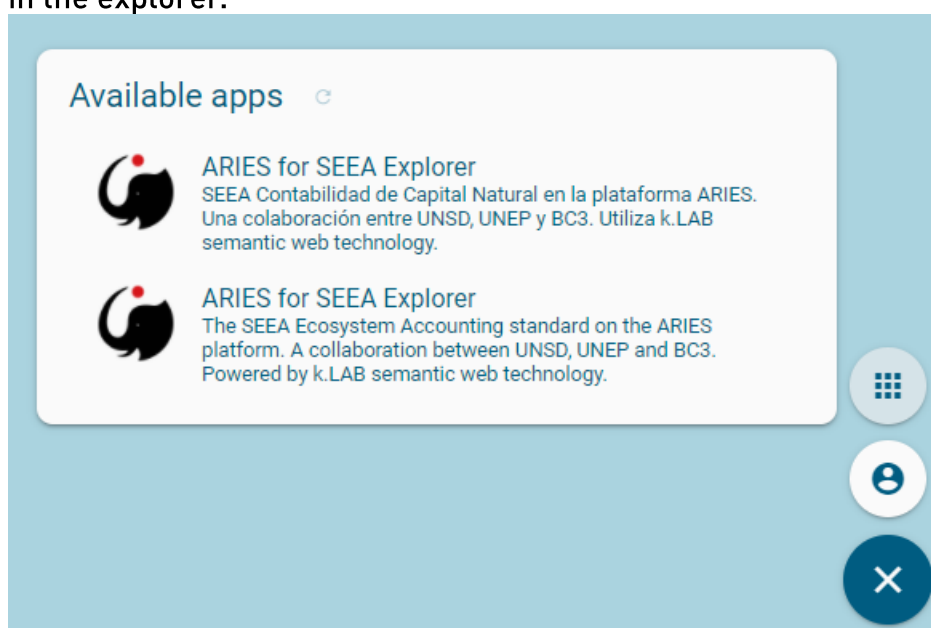 in the explorer.
Available apps
ARIES for SEEA Explorer
SEEA Contabilidad de Capital Natural en la plataforma ARIES.
Una colaboración entre UNSD, UNEP y BC3. Utiliza k.LAB
semantic web technology.
ARIES for SEEA Explorer
The SEEA Ecosystem Accounting standard on the ARIES
platform. A collaboration between UNSD, UNEP and BC3.
Powered by k.LAB semantic web technology.